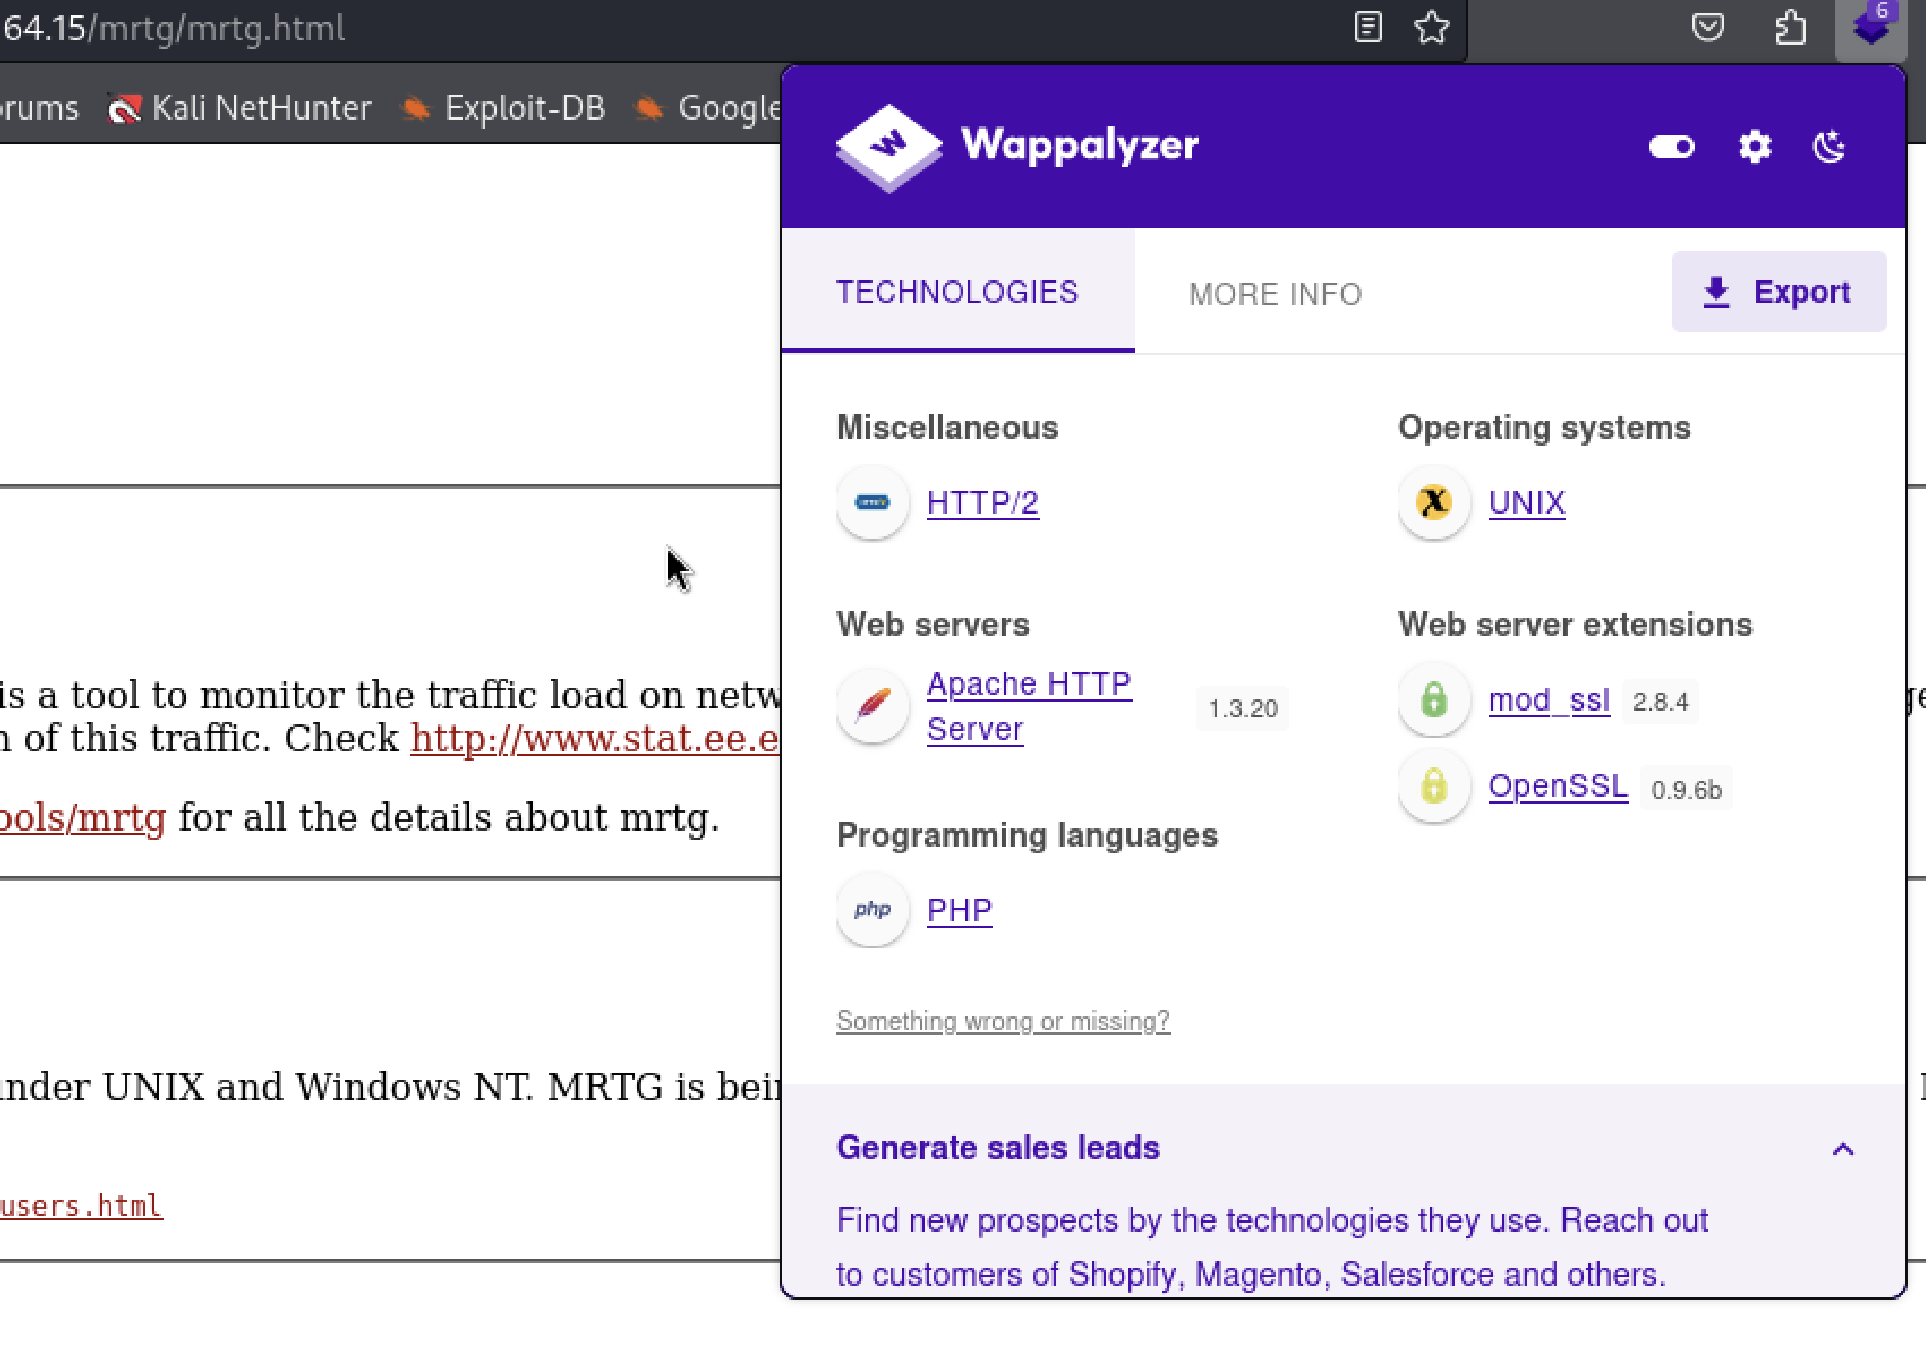 64.15/mrtg/mrtg.html
6
rums Kali NetHunter Exploit-DB Google
W Wappalyzer
TECHNOLOGIES MORE INFO Export
Miscellaneous
HTTP/2
Operating systems
X UNIX
Web servers
Apache HTTP
Server 1.3.20
Web server extensions
mod_ssl 2.8.4
OpenSSL 0.9.6b
Programming languages
php PHP
Something wrong or missing?
Generate sales leads
Find new prospects by the technologies they use. Reach out
to customers of Shopify, Magento, Salesforce and others.
is a tool to monitor the traffic load on netw
n of this traffic. Check http://www.stat.ee.e
ools/mrtg for all the details about mrtg.
nder UNIX and Windows NT. MRTG is bei
users.html